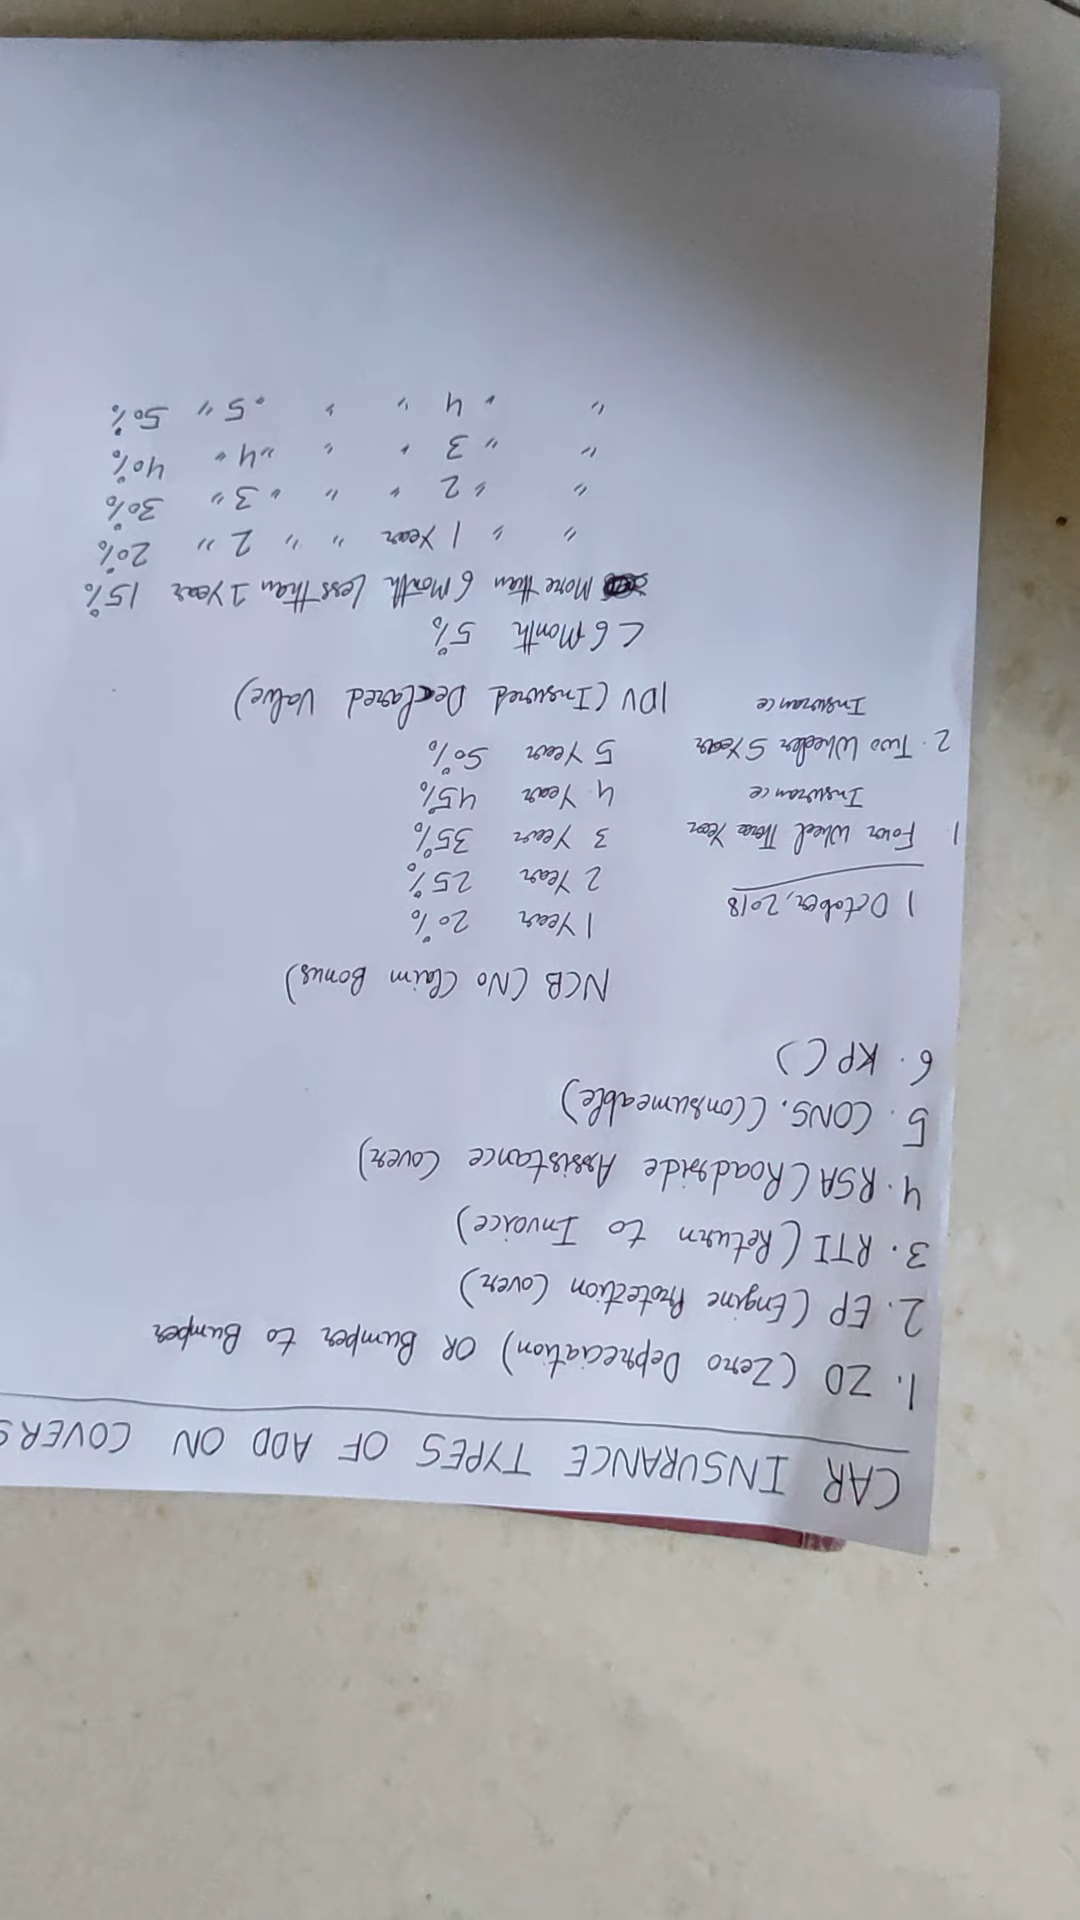 CAR INSURANCE TYPES OF ADD ON COVERS
1. ZD (Zero Depreciation) OR Bumper to Bumper
2. EP (Engine Protection Cover)
3. RTI (Return to Invoice)
4. RSA (Roadside Assistance Cover)
5. CONS. (Consumeable)
6. KP ( )
NCB (No Claim Bonus)
1 Year 20%
2 Year 25%
3 Year 35%
4 Year 45%
5 Year 50%
1 October, 2018
1. Four Wheel Three Year
Insurance
2. Two Wheeler 5 Year
Insurance
IDV (Insured Declared Value)
< 6 Month 5%
More than 6 Month Less than 1 Year 15%
" " 1 Year " " 2 " 20%
" " 2 " " " 3 " 30%
" " 3 " " " 4 " 40%
" " 4 " " " 5 " 50%